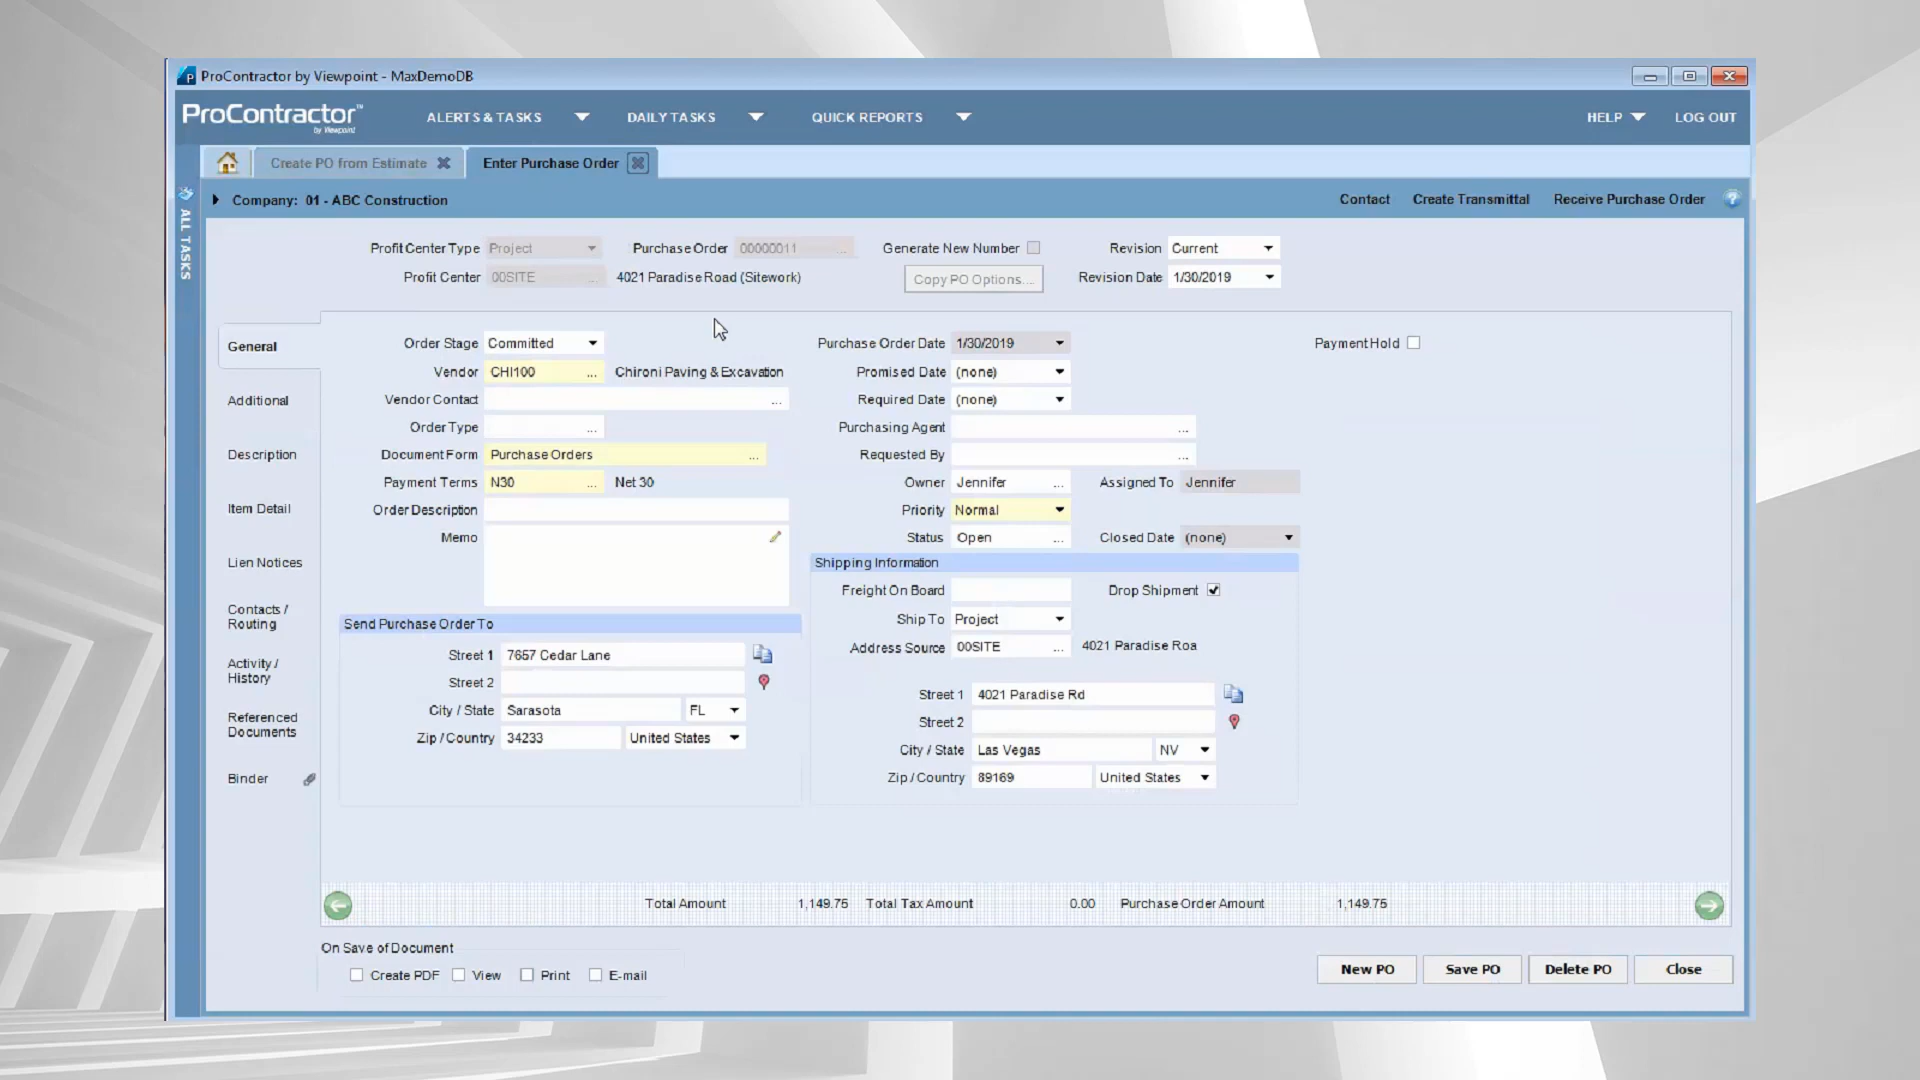 ProContractor by Viewpoint - MaxDemoDB
ProContractor™
by Viewpoint
ALERTS & TASKS
DAILY TASKS
QUICK REPORTS
HELP
LOG OUT
Create PO from Estimate
Enter Purchase Order
ALL TASKS
Company: 01 - ABC Construction
Contact
Create Transmittal
Receive Purchase Order
?
Profit Center Type Project
Purchase Order 00000011 ...
Generate New Number
Revision Current
Profit Center 00SITE ... 4021 Paradise Road (Sitework)
Copy PO Options...
Revision Date 1/30/2019
General
Additional
Description
Item Detail
Lien Notices
Contacts /
Routing
Activity /
History
Referenced
Documents
Binder
Order Stage Committed
Vendor CHI100 ... Chironi Paving & Excavation
Vendor Contact ...
Order Type ...
Document Form Purchase Orders ...
Payment Terms N30 ... Net 30
Order Description
Memo
Send Purchase Order To
Street 1 7657 Cedar Lane
Street 2
City / State Sarasota FL
Zip / Country 34233 United States
Purchase Order Date 1/30/2019
Payment Hold
Promised Date (none)
Required Date (none)
Purchasing Agent ...
Requested By ...
Owner Jennifer ... Assigned To Jennifer
Priority Normal
Status Open ... Closed Date (none)
Shipping Information
Freight On Board
Drop Shipment
Ship To Project
Address Source 00SITE ... 4021 Paradise Roa
Street 1 4021 Paradise Rd
Street 2
City / State Las Vegas NV
Zip / Country 89169 United States
Total Amount 1,149.75 Total Tax Amount 0.00 Purchase Order Amount 1,149.75
On Save of Document
Create PDF View Print E-mail
New PO
Save PO
Delete PO
Close